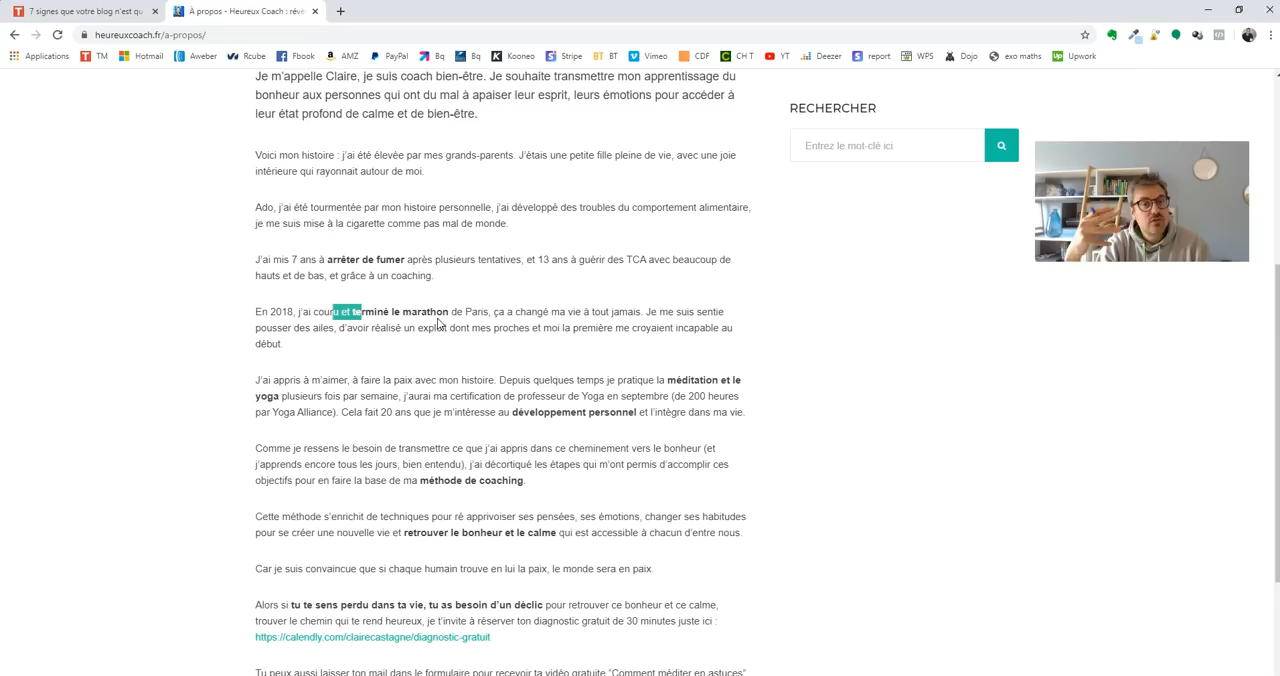 7 signes que votre blog n'est qu
À propos - Heureux Coach : révé
heureuxcoach.fr/a-propos/
Applications TM Hotmail Aweber Rcube Fbook AMZ PayPal Bq Bq Kooneo Stripe BT BT Vimeo CDF CH T YT Deezer report WPS Dojo exo maths Upwork
Je m'appelle Claire, je suis coach bien-être. Je souhaite transmettre mon apprentissage du
bonheur aux personnes qui ont du mal à apaiser leur esprit, leurs émotions pour accéder à
leur état profond de calme et de bien-être.
RECHERCHER
Entrez le mot-clé ici
Voici mon histoire : j'ai été élevée par mes grands-parents. J'étais une petite fille pleine de vie, avec une joie
intérieure qui rayonnait autour de moi.
Ado, j'ai été tourmentée par mon histoire personnelle, j'ai développé des troubles du comportement alimentaire,
je me suis mise à la cigarette comme pas mal de monde.
J'ai mis 7 ans à arrêter de fumer après plusieurs tentatives, et 13 ans à guérir des TCA avec beaucoup de
hauts et de bas, et grâce à un coaching.
En 2018, j'ai couru et terminé le marathon de Paris, ça a changé ma vie à tout jamais. Je me suis sentie
pousser des ailes, d'avoir réalisé un exploit dont mes proches et moi la première me croyaient incapable au
début.
J'ai appris à m'aimer, à faire la paix avec mon histoire. Depuis quelques temps je pratique la méditation et le
yoga plusieurs fois par semaine, j'aurai ma certification de professeur de Yoga en septembre (de 200 heures
par Yoga Alliance). Cela fait 20 ans que je m'intéresse au développement personnel et l'intègre dans ma vie.
Comme je ressens le besoin de transmettre ce que j'ai appris dans ce cheminement vers le bonheur (et
j'apprends encore tous les jours, bien entendu), j'ai décortiqué les étapes qui m'ont permis d'accomplir ces
objectifs pour en faire la base de ma méthode de coaching.
Cette méthode s'enrichit de techniques pour ré apprivoiser ses pensées, ses émotions, changer ses habitudes
pour se créer une nouvelle vie et retrouver le bonheur et le calme qui est accessible à chacun d'entre nous.
Car je suis convaincue que si chaque humain trouve en lui la paix, le monde sera en paix.
Alors si tu te sens perdu dans ta vie, tu as besoin d'un déclic pour retrouver ce bonheur et ce calme,
trouver le chemin qui te rend heureux, je t'invite à réserver ton diagnostic gratuit de 30 minutes juste ici :
https://calendly.com/clairecastagne/diagnostic-gratuit
Tu peux aussi laisser ton mail dans le formulaire pour recevoir ta vidéo gratuite "Comment méditer en astuces"